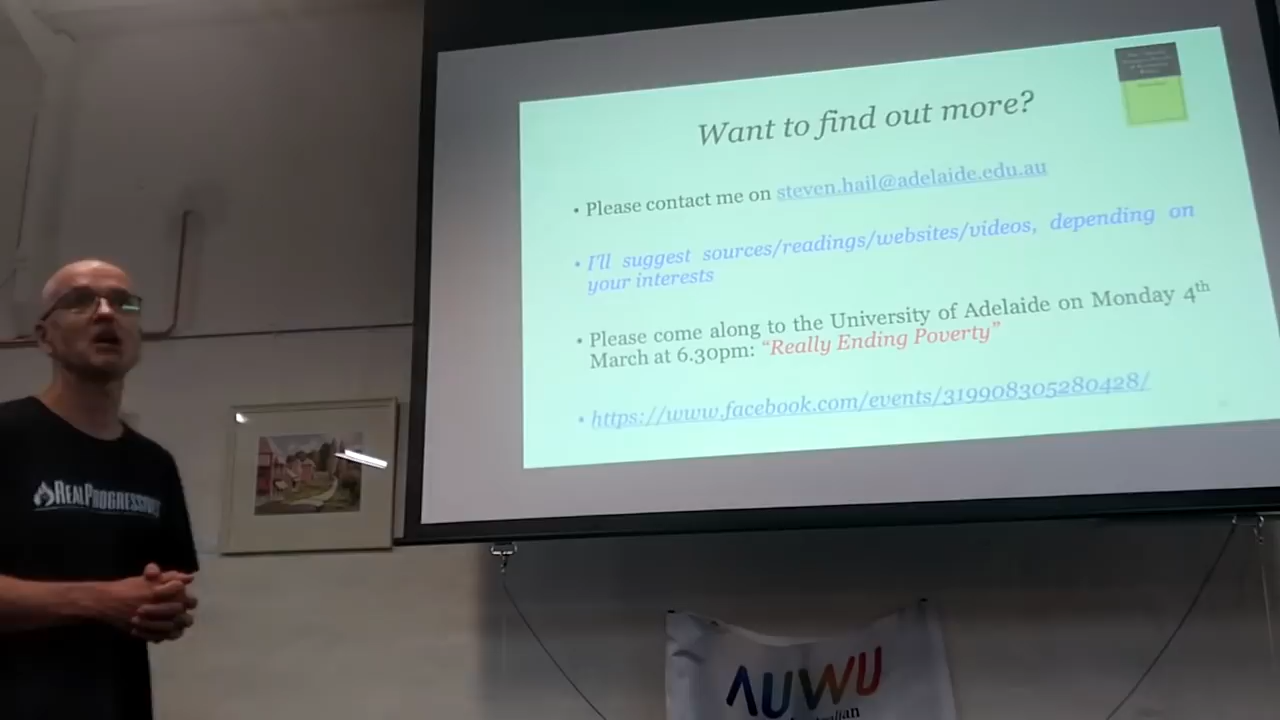 Want to find out more?
• Please contact me on steven.hail@adelaide.edu.au
• I'll suggest sources/readings/websites/videos, depending on
your interests
• Please come along to the University of Adelaide on Monday 4th
March at 6.30pm: "Really Ending Poverty"
• https://www.facebook.com/events/319908305280428/
REALPROGRESSIVES
AUWU
Australian